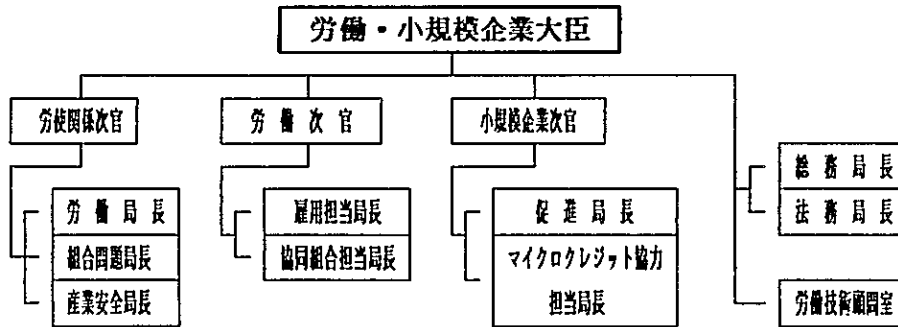 労働・小規模企業大臣
労使関係次官
労働次官
小規模企業次官
総務局長
法務局長
労働局長
組合問題局長
産業安全局長
雇用担当局長
協同組合担当局長
促進局長
マイクロクレジット協力
担当局長
労働技術顧問室